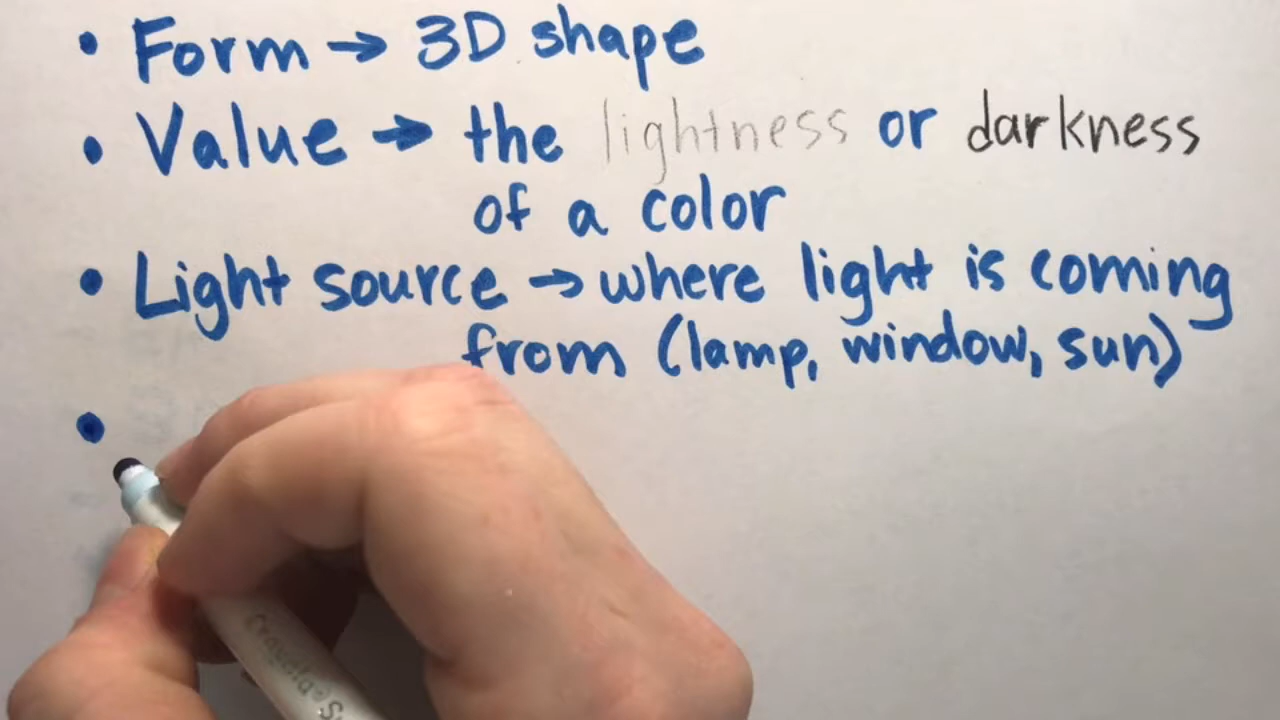 • Form → 3D shape
• Value → the lightness or darkness
of a color
• Light source → where light is coming
from (lamp, window, sun)
•
Crayola® S